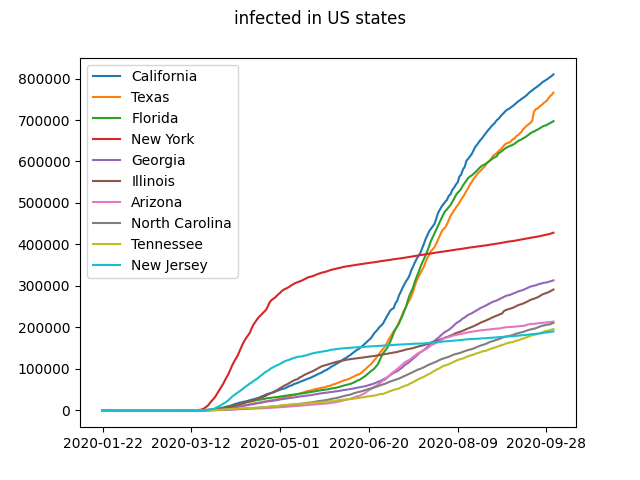 infected in US states
800000
700000
600000
500000
400000
300000
200000
100000
0
California
Texas
Florida
New York
Georgia
Illinois
Arizona
North Carolina
Tennessee
New Jersey
2020-01-22 2020-03-12 2020-05-01 2020-06-20 2020-08-09 2020-09-28